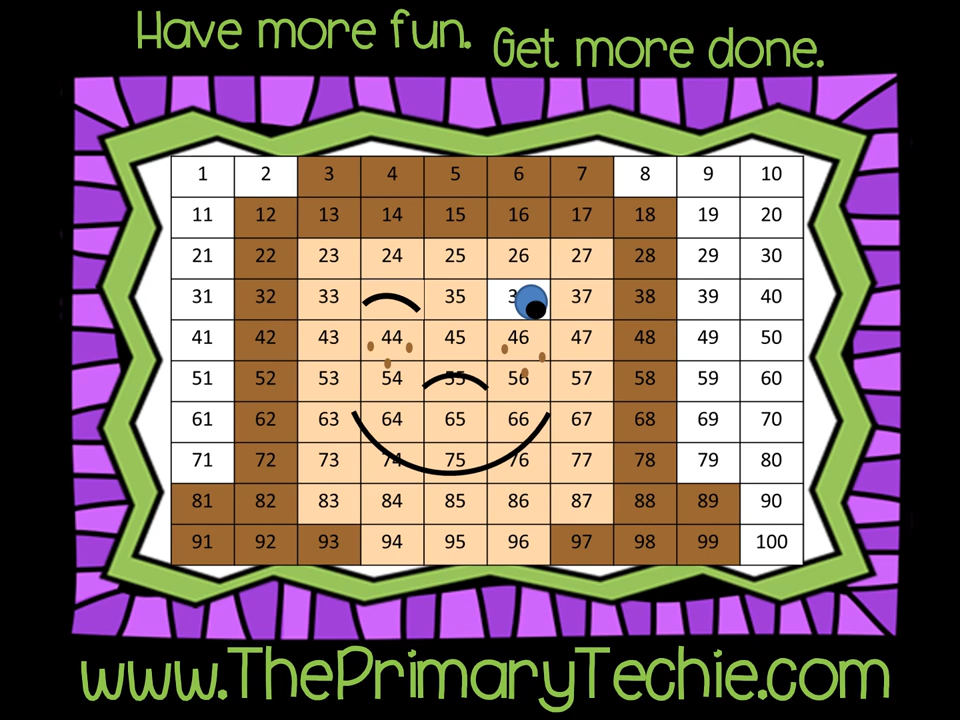 Have more fun. Get more done.
1 2 3 4 5 6 7 8 9 10
11 12 13 14 15 16 17 18 19 20
21 22 23 24 25 26 27 28 29 30
31 32 33 35 37 38 39 40
41 42 43 44 45 46 47 48 49 50
51 52 53 54 55 56 57 58 59 60
61 62 63 64 65 66 67 68 69 70
71 72 73 74 75 76 77 78 79 80
81 82 83 84 85 86 87 88 89 90
91 92 93 94 95 96 97 98 99 100
www.ThePrimaryTechie.com